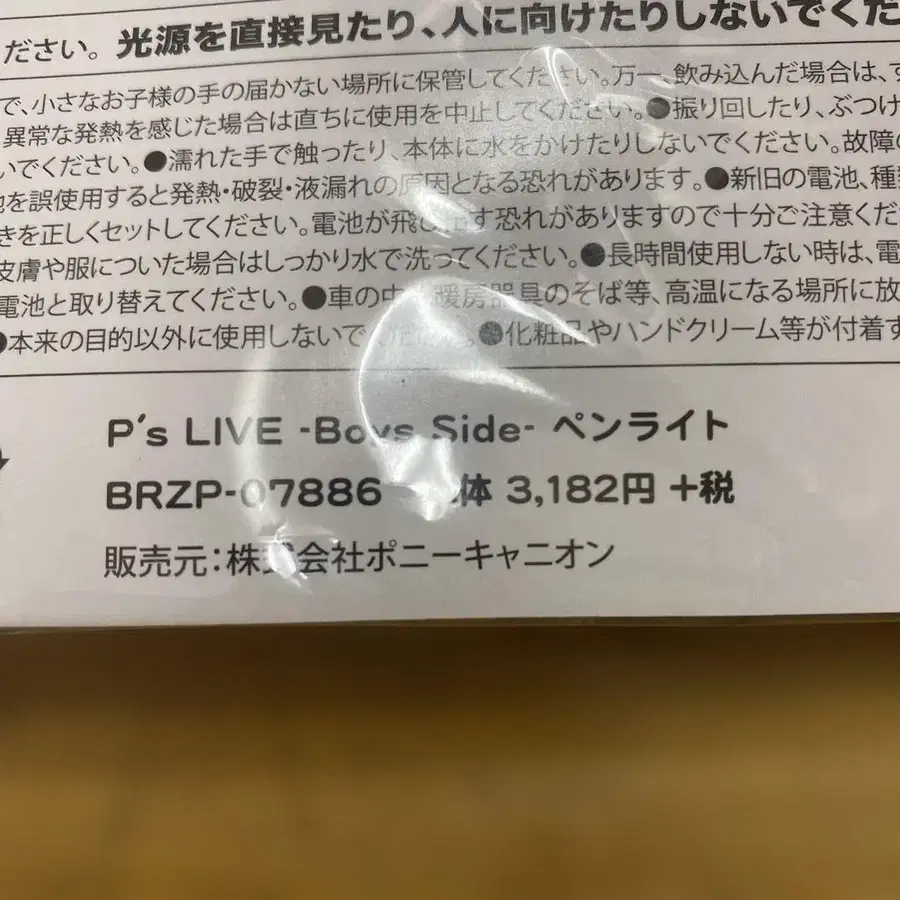 ださい。光源を直接見たり、人に向けたりしないでくだ
で、小さなお子様の手の届かない場所に保管してください。万一、飲み込んだ場合は、す
異常な発熱を感じた場合は直ちに使用を中止してください。●振り回したり、ぶつけ
いでください。●濡れた手で触ったり、本体に水をかけたりしないでください。故障の
を誤使用すると発熱・破裂・液漏れの原因となる恐れがあります。●新旧の電池、種
きを正しくセットしてください。電池が飛び出す恐れがありますので十分ご注意くだ
皮膚や服についた場合はしっかり水で洗ってください。●長時間使用しない時は、電
電池と取り替えてください。●車の中、暖房器具のそば等、高温になる場所に放
●本来の目的以外に使用しないでください。●化粧品やハンドクリーム等が付着す
P's LIVE -Boys Side- ペンライト
BRZP-07886 体 3,182円 +税
販売元:株式会社ポニーキャニオン